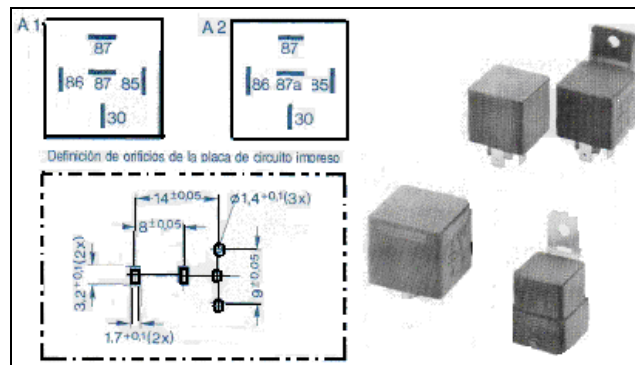 A 1
87
86 87 85
30
A 2
87
86 87a 85
30
Definición de orificios de la placa de circuito impreso
14±0,05
ø1,4+0,1(3x)
8±0,05
3,2+0,1(2x)
9±0,05
1,7+0,1(2x)